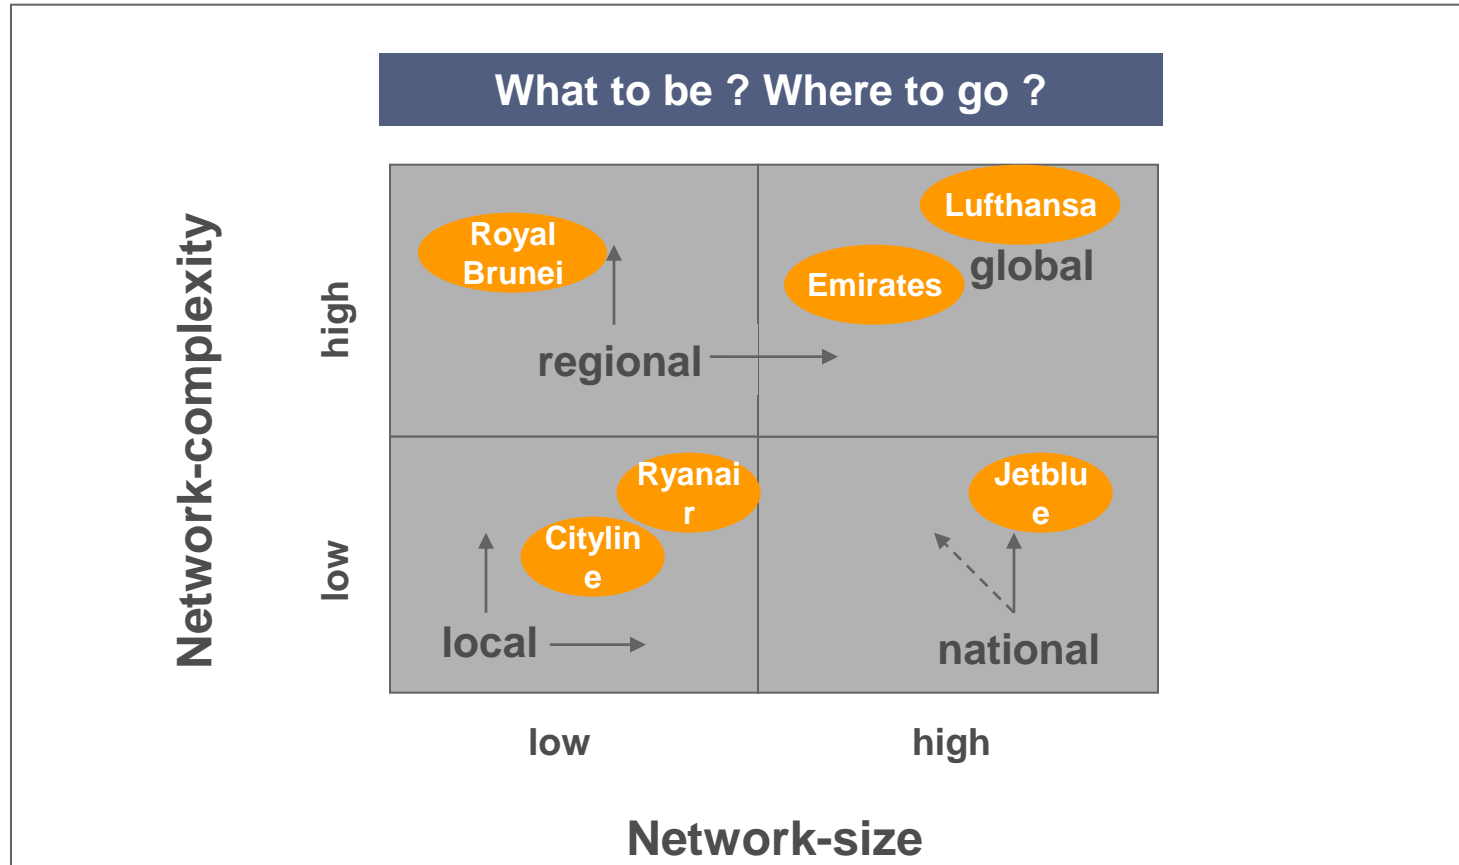 What to be ? Where to go ?
Network-complexity
high
low
Royal
Brunei
Lufthansa
global
Emirates
regional
Ryanai
r
Citylin
e
Jetblu
e
local
national
low
high
Network-size